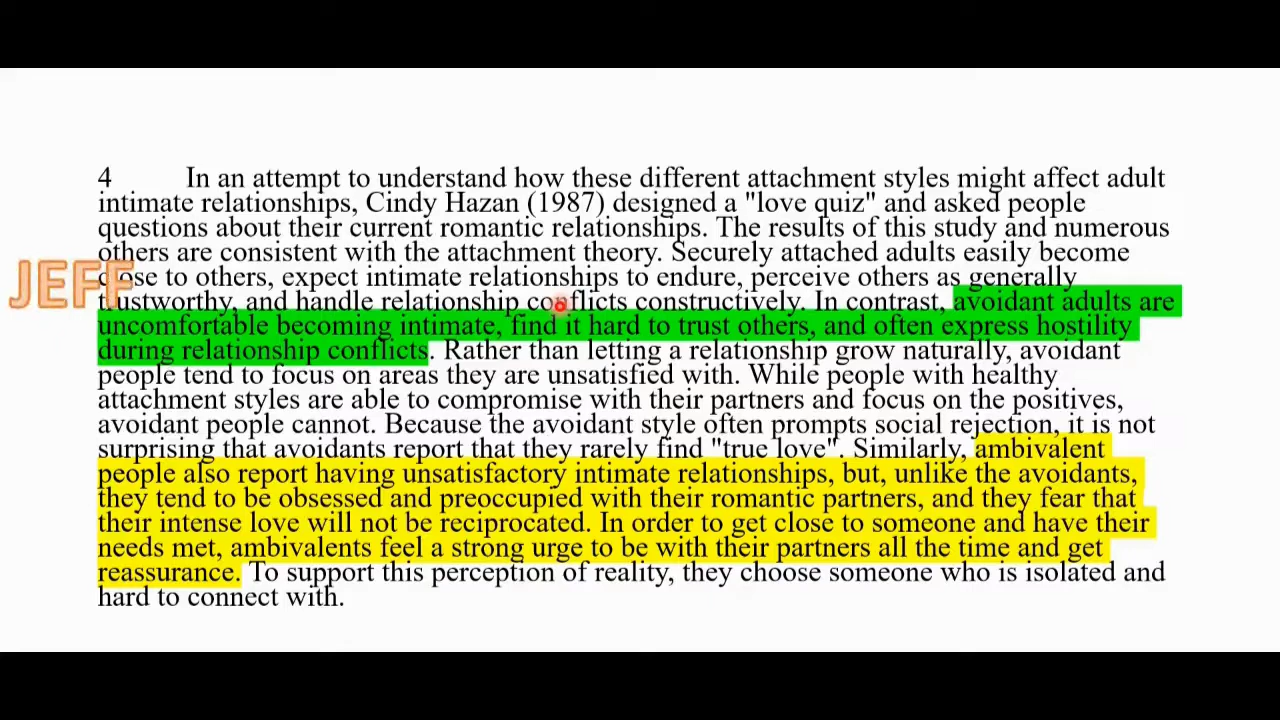 4 In an attempt to understand how these different attachment styles might affect adult
intimate relationships, Cindy Hazan (1987) designed a "love quiz" and asked people
questions about their current romantic relationships. The results of this study and numerous
others are consistent with the attachment theory. Securely attached adults easily become
close to others, expect intimate relationships to endure, perceive others as generally
JEFF
trustworthy, and handle relationship conflicts constructively. In contrast, avoidant adults are
uncomfortable becoming intimate, find it hard to trust others, and often express hostility
during relationship conflicts. Rather than letting a relationship grow naturally, avoidant
people tend to focus on areas they are unsatisfied with. While people with healthy
attachment styles are able to compromise with their partners and focus on the positives,
avoidant people cannot. Because the avoidant style often prompts social rejection, it is not
surprising that avoidants report that they rarely find "true love". Similarly, ambivalent
people also report having unsatisfactory intimate relationships, but, unlike the avoidants,
they tend to be obsessed and preoccupied with their romantic partners, and they fear that
their intense love will not be reciprocated. In order to get close to someone and have their
needs met, ambivalents feel a strong urge to be with their partners all the time and get
reassurance. To support this perception of reality, they choose someone who is isolated and
hard to connect with.